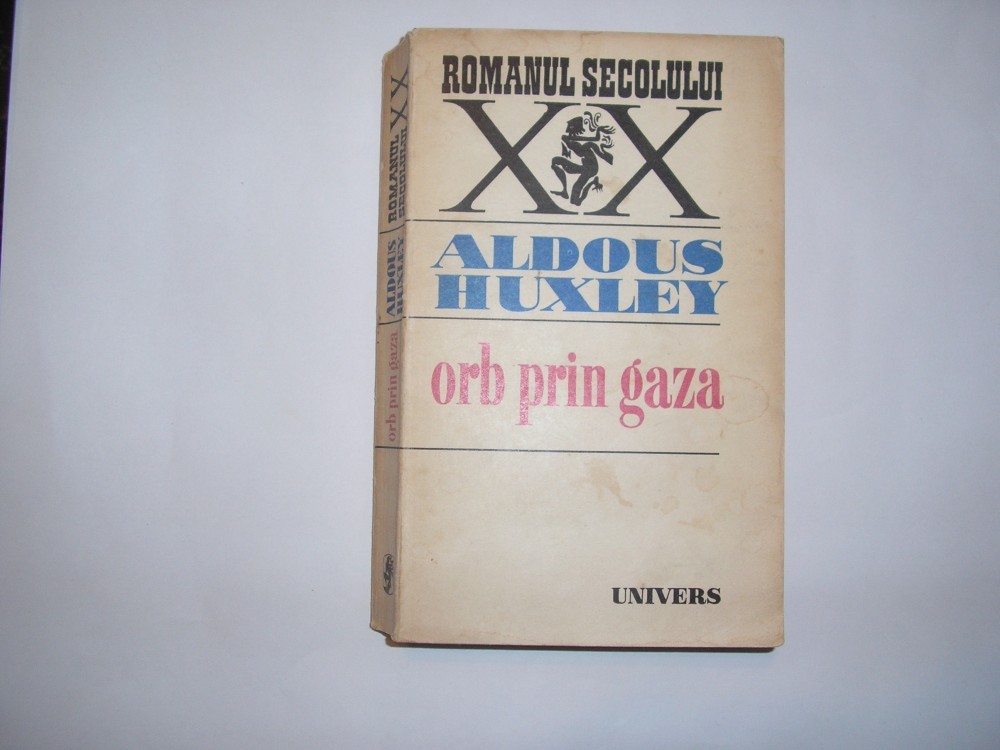 ROMANUL SECOLULUI
XX
ALDOUS
HUXLEY
orb prin gaza
UNIVERS
ROMANUL
SECOLULUI XX
ALDOUS
HUXLEY
orb prin gaza